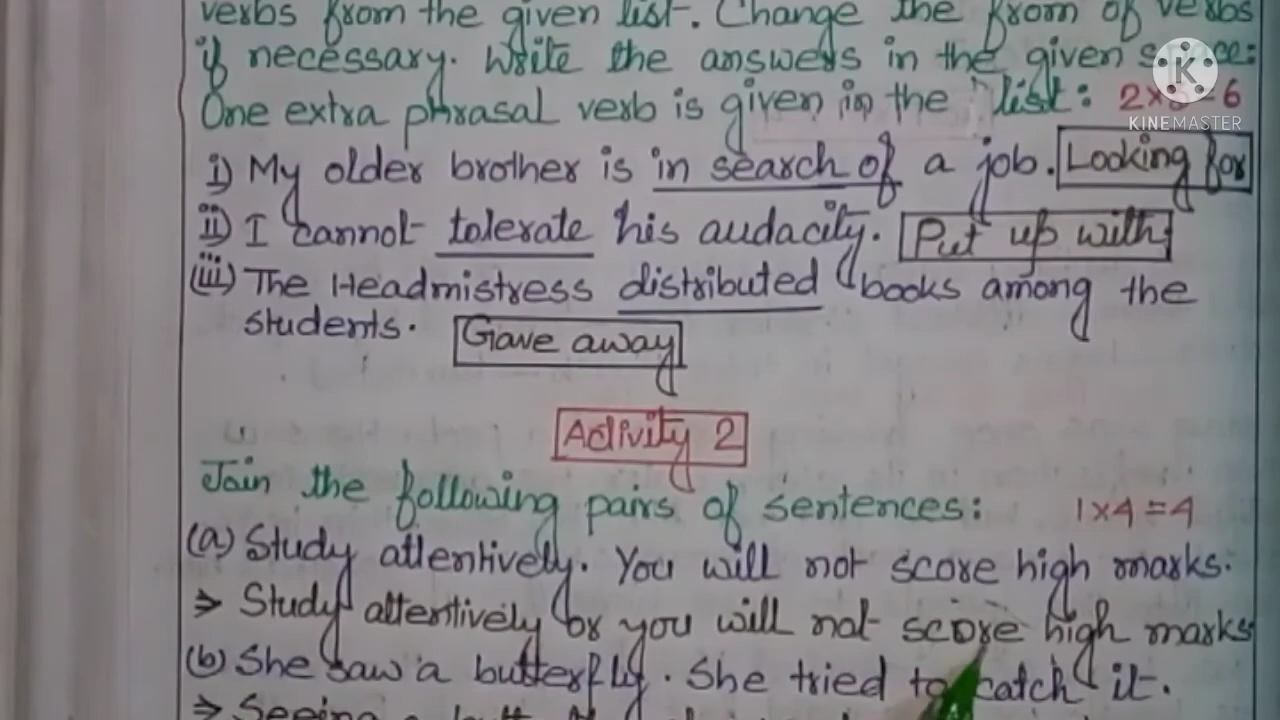 verbs from the given list. Change the from of verbs
if necessary. Write the answers in the given
One extra phrasal verb is given in the list: 2× =6
KINEMASTER
i) My older brother is in search of a job. Looking for
ii) I cannot tolerate his audacity. Put up with
(iii) The Headmistress distributed books among the
students. Gave away
Activity 2
Join the following pairs of sentences: 1×4=4
(a) Study attentively. You will not score high marks.
⇒ Study attentively or you will not score high marks
(b) She saw a butterfly. She tried to catch it.
⇒ Seeing a